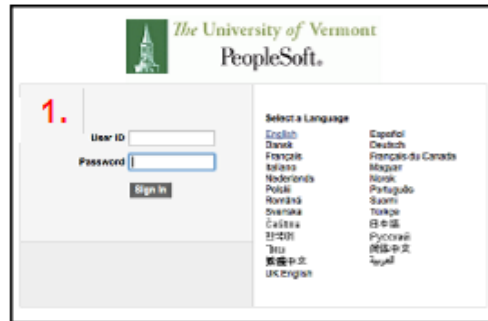 The University of Vermont
PeopleSoft.
1.
User ID
Password
Sign In
Select a Language
English Español
Dansk Deutsch
Français Français du Canada
Italiano Magyar
Nederlands Norsk
Polski Português
Română Suomi
Svenska Türkçe
Čeština 日本語
한국어 Русский
ไทย 简体中文
繁體中文 العربية
UK English